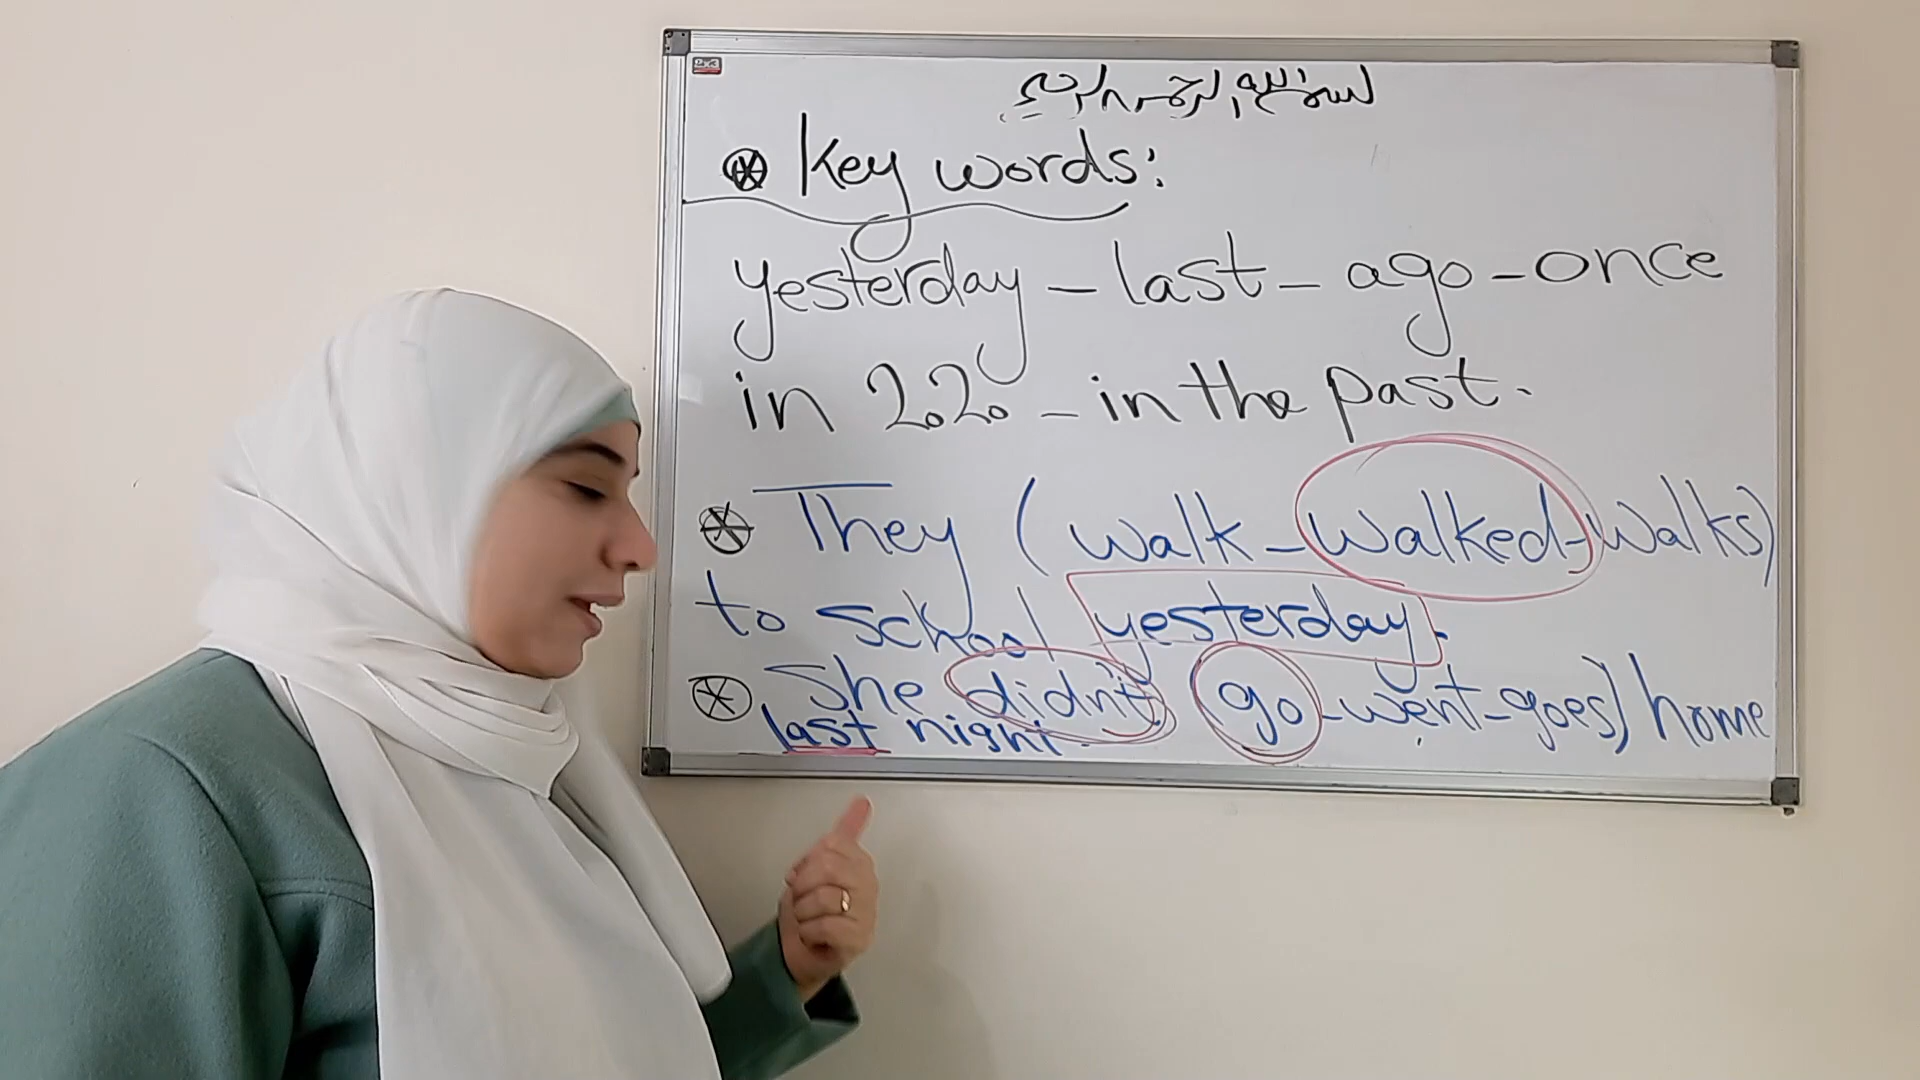 بسم الله الرحمن الرحيم
Key words:
yesterday - last - ago - once
in 2020 - in the past.
They (walk - walked - walks)
to school yesterday.
She didn't (go - went - goes) home
last night.